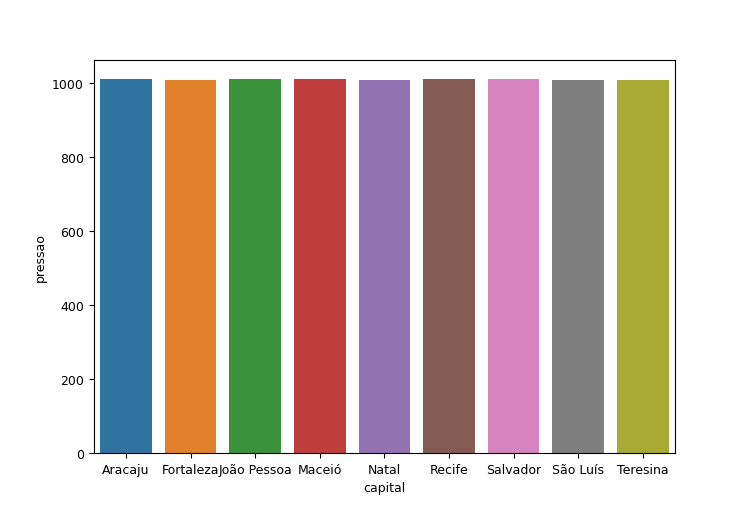 1000
800
600
400
200
0
pressao
Aracaju Fortaleza João Pessoa Maceió Natal Recife Salvador São Luís Teresina
capital